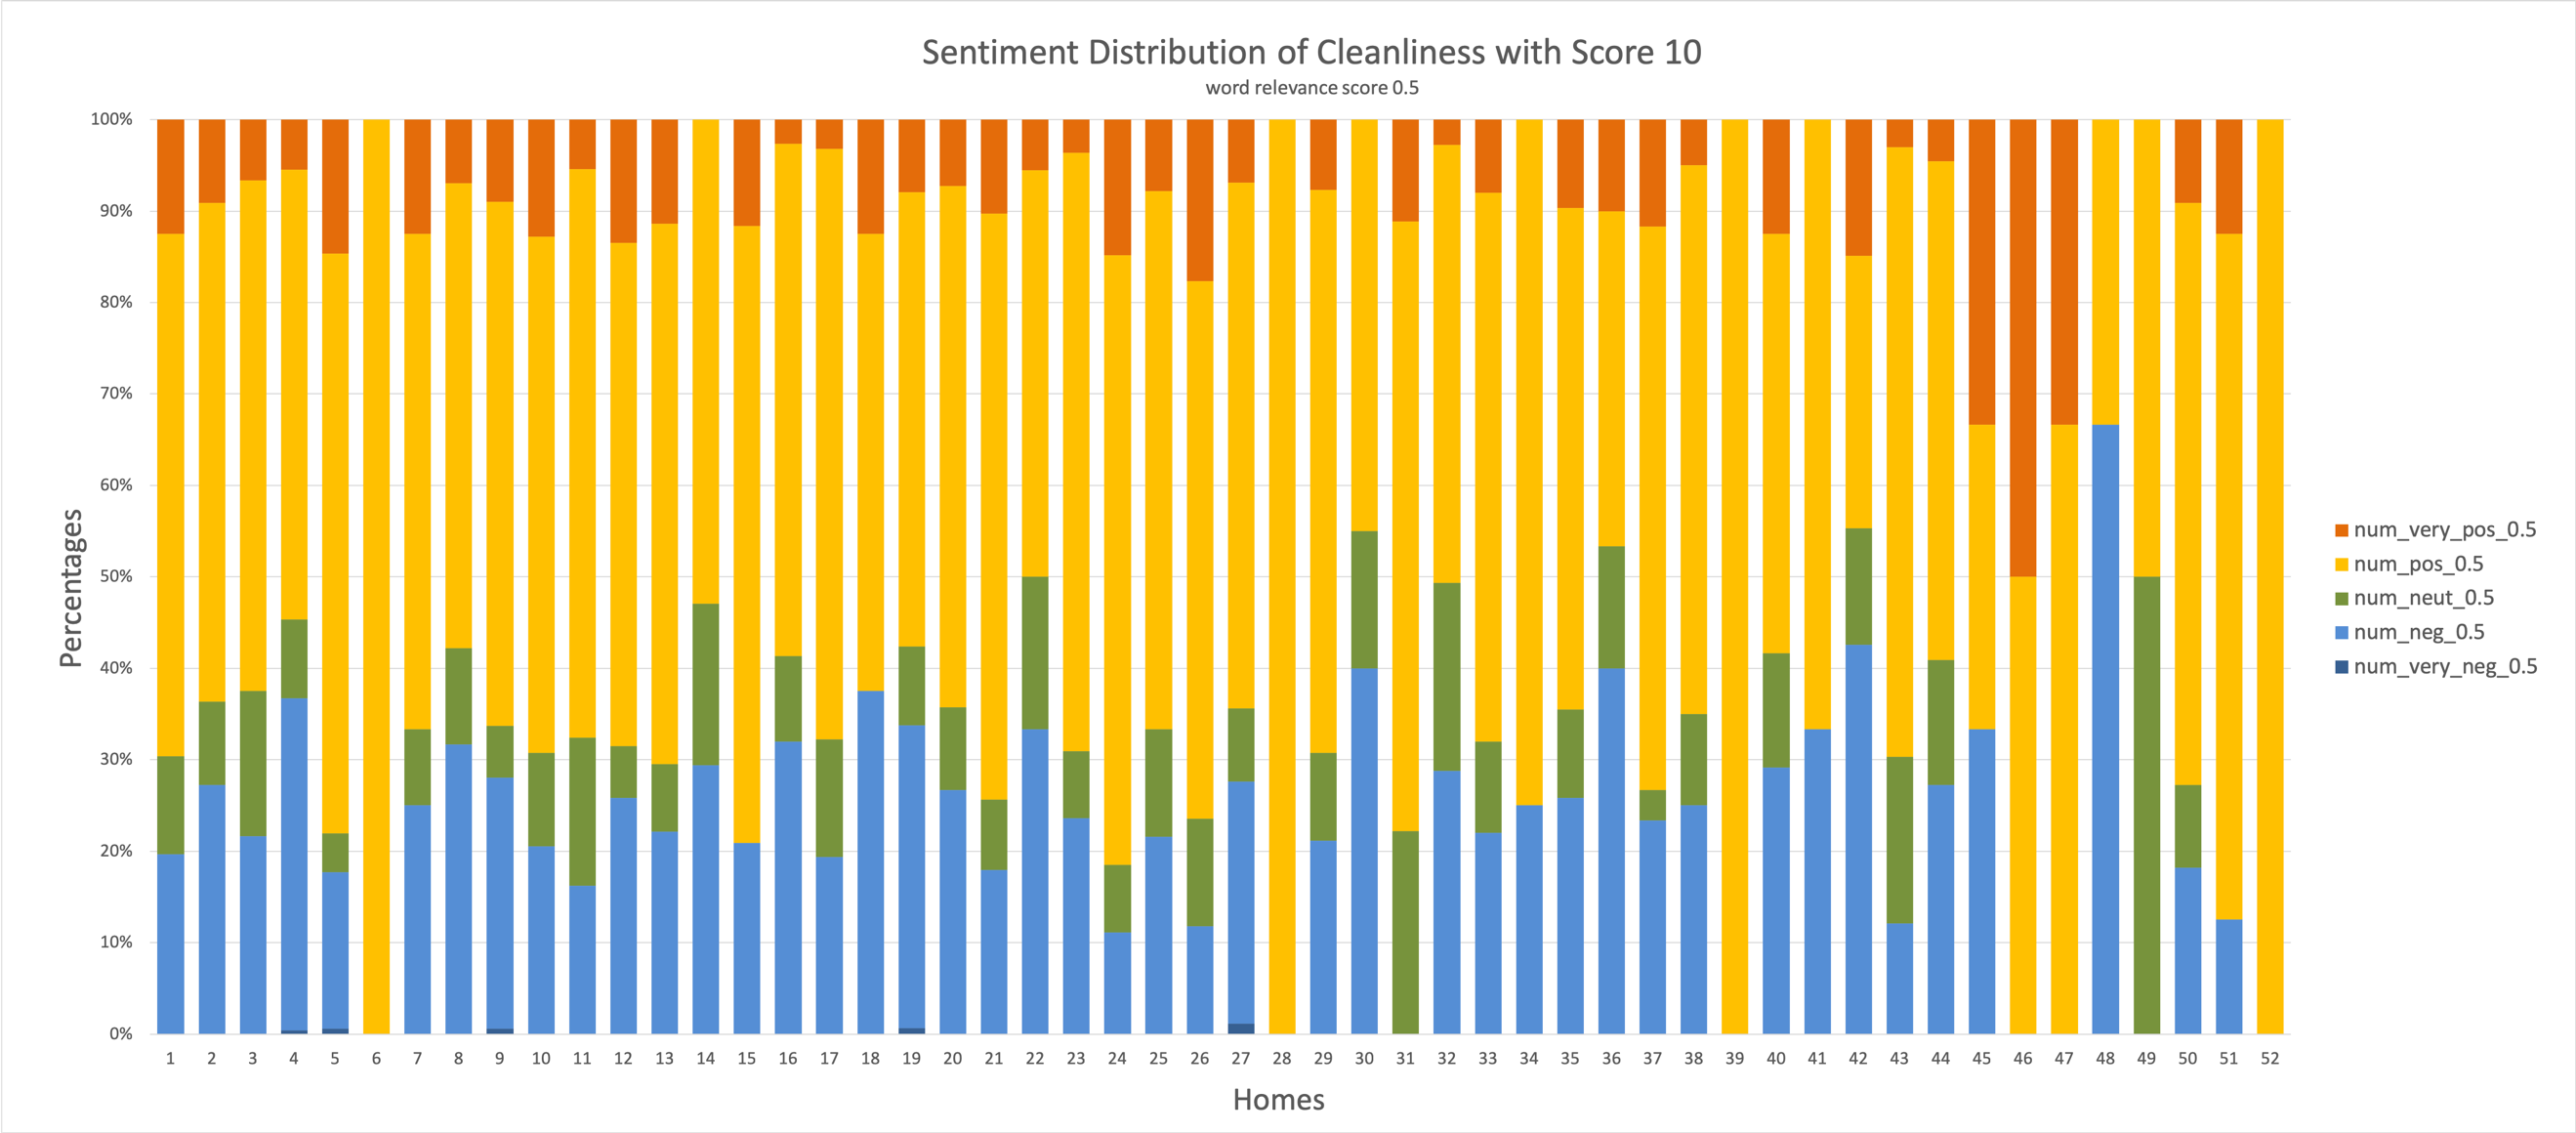 Sentiment Distribution of Cleanliness with Score 10
word relevance score 0.5
100%
90%
80%
70%
60%
50%
40%
30%
20%
10%
0%
Percentages
1 2 3 4 5 6 7 8 9 10 11 12 13 14 15 16 17 18 19 20 21 22 23 24 25 26 27 28 29 30 31 32 33 34 35 36 37 38 39 40 41 42 43 44 45 46 47 48 49 50 51 52
Homes
num_very_pos_0.5
num_pos_0.5
num_neut_0.5
num_neg_0.5
num_very_neg_0.5